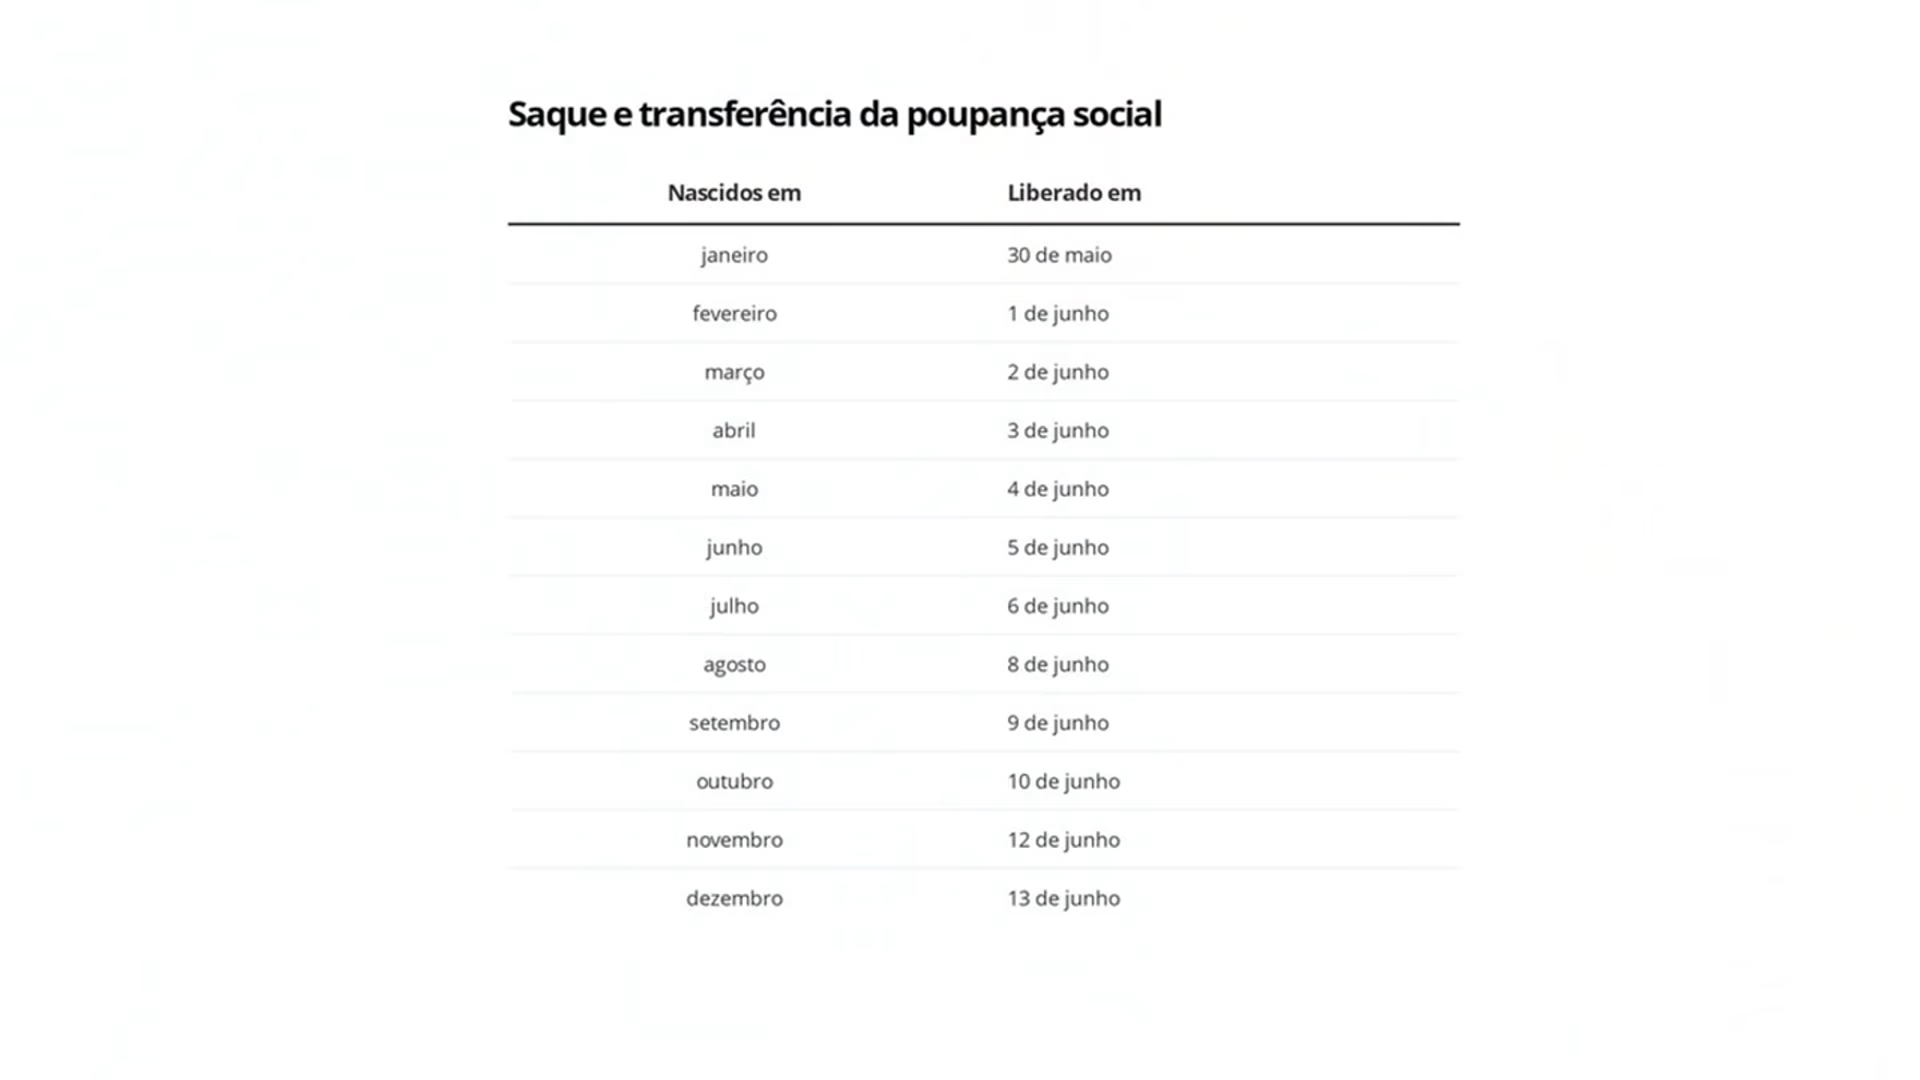 Saque e transferência da poupança social
Nascidos em Liberado em
janeiro 30 de maio
fevereiro 1 de junho
março 2 de junho
abril 3 de junho
maio 4 de junho
junho 5 de junho
julho 6 de junho
agosto 8 de junho
setembro 9 de junho
outubro 10 de junho
novembro 12 de junho
dezembro 13 de junho